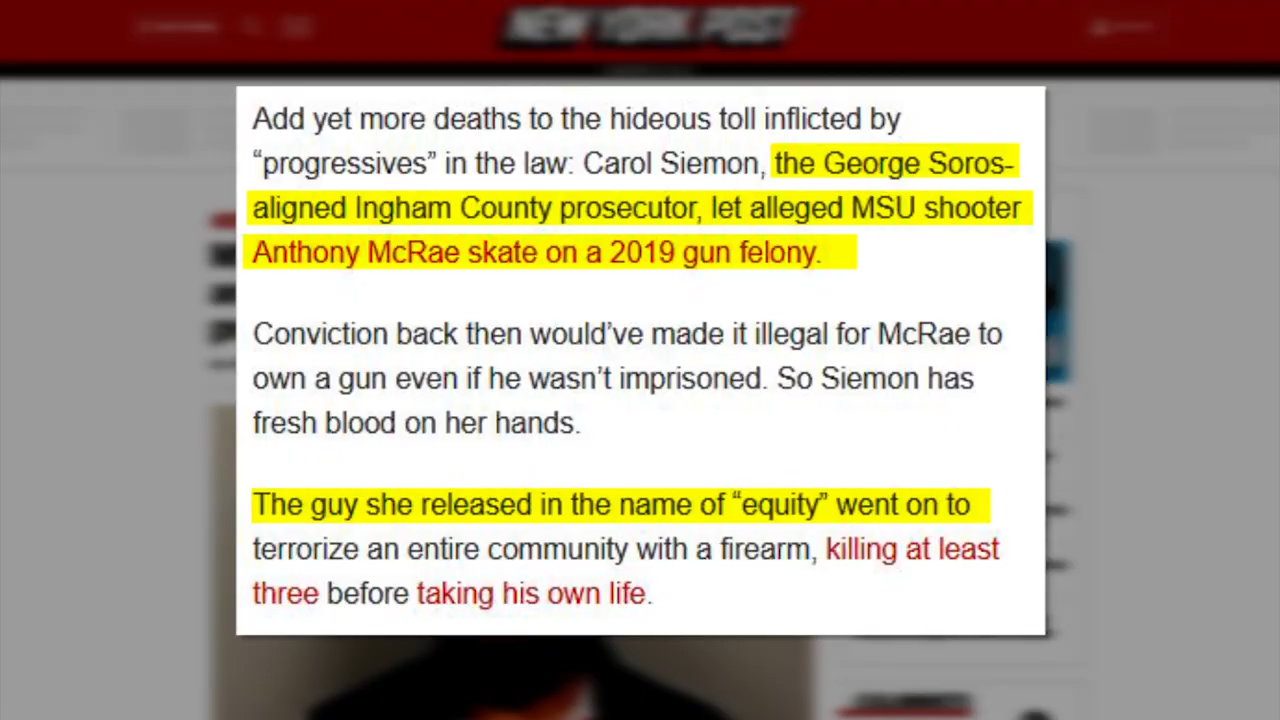 NEW YORK POST
Add yet more deaths to the hideous toll inflicted by
“progressives” in the law: Carol Siemon, the George Soros-
aligned Ingham County prosecutor, let alleged MSU shooter
Anthony McRae skate on a 2019 gun felony.
Conviction back then would’ve made it illegal for McRae to
own a gun even if he wasn’t imprisoned. So Siemon has
fresh blood on her hands.
The guy she released in the name of “equity” went on to
terrorize an entire community with a firearm, killing at least
three before taking his own life.